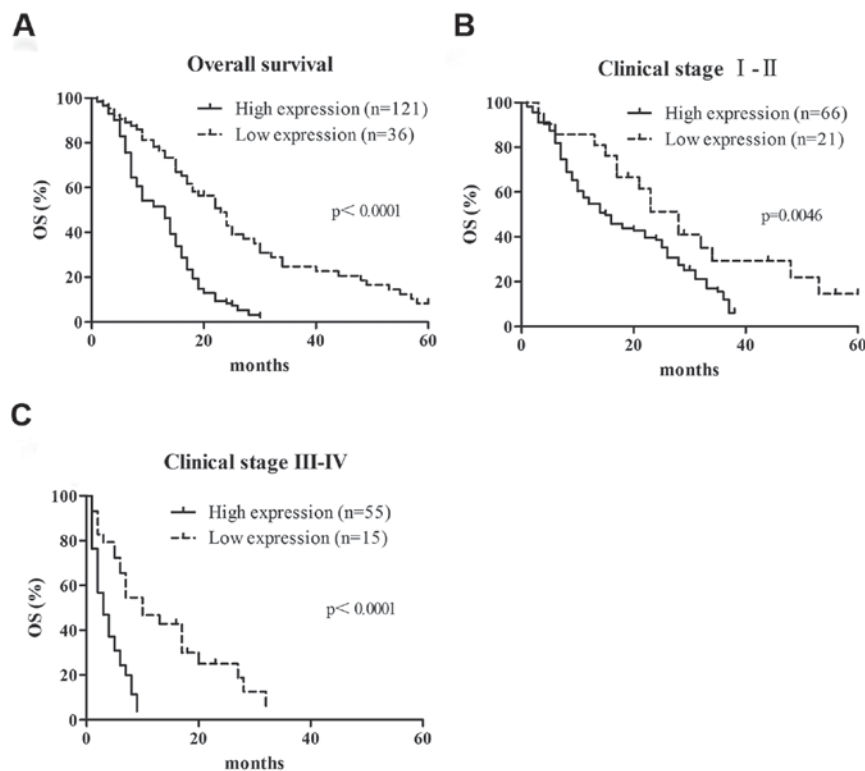 A
Overall survival
High expression (n=121)
Low expression (n=36)
p< 0.0001
OS (%)
100
80
60
40
20
0
0 20 40 60
months
B
Clinical stage Ⅰ-Ⅱ
High expression (n=66)
Low expression (n=21)
p=0.0046
OS (%)
100
80
60
40
20
0
0 20 40 60
months
C
Clinical stage III-IV
High expression (n=55)
Low expression (n=15)
p< 0.0001
OS (%)
100
80
60
40
20
0
0 20 40 60
months